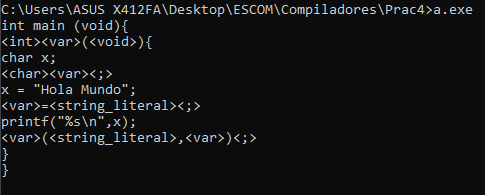 C:\Users\ASUS X412FA\Desktop\ESCOM\Compiladores\Prac4>a.exe
int main (void){
<int><var>(<void>){
char x;
<char><var><;>
x = "Hola Mundo";
<var>=<string_literal><;>
printf("%s\n",x);
<var>(<string_literal>,<var>)<;>
}
}